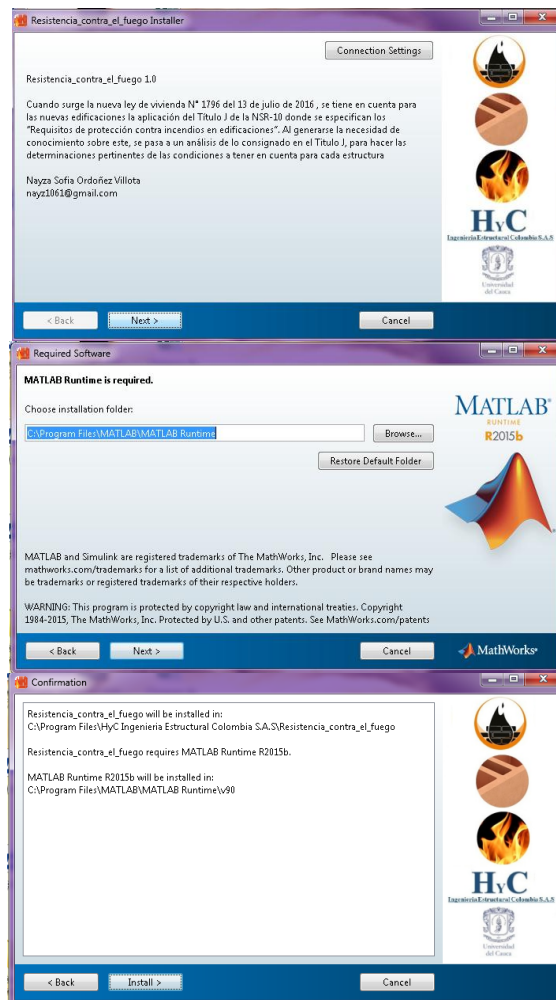 Resistencia_contra_el_fuego Installer
Connection Settings
Resistencia_contra_el_fuego 1.0
Cuando surge la nueva ley de vivienda N° 1796 del 13 de julio de 2016 , se tiene en cuenta para
las nuevas edificaciones la aplicación del Título J de la NSR-10 donde se especifican los
"Requisitos de protección contra incendios en edificaciones". Al generarse la necesidad de
conocimiento sobre este, se pasa a un análisis de lo consignado en el Titulo J, para hacer las
determinaciones pertinentes de las condiciones a tener en cuenta para cada estructura
Nayza Sofia Ordoñez Villota
nayz1061@gmail.com
HyC
Ingenieria Estructural Colombia S.A.S
Universidad
del Cauca
< Back
Next >
Cancel
Required Software
MATLAB Runtime is required.
Choose installation folder:
C:\Program Files\MATLAB\MATLAB Runtime
Browse...
Restore Default Folder
MATLAB®
RUNTIME
R2015b
MATLAB and Simulink are registered trademarks of The MathWorks, Inc. Please see
mathworks.com/trademarks for a list of additional trademarks. Other product or brand names may
be trademarks or registered trademarks of their respective holders.
WARNING: This program is protected by copyright law and international treaties. Copyright
1984-2015, The MathWorks, Inc. Protected by U.S. and other patents. See MathWorks.com/patents
< Back
Next >
Cancel
MathWorks®
Confirmation
Resistencia_contra_el_fuego will be installed in:
C:\Program Files\HyC Ingenieria Estructural Colombia S.A.S\Resistencia_contra_el_fuego
Resistencia_contra_el_fuego requires MATLAB Runtime R2015b.
MATLAB Runtime R2015b will be installed in:
C:\Program Files\MATLAB\MATLAB Runtime\v90
HyC
Ingenieria Estructural Colombia S.A.S
Universidad
del Cauca
< Back
Install >
Cancel